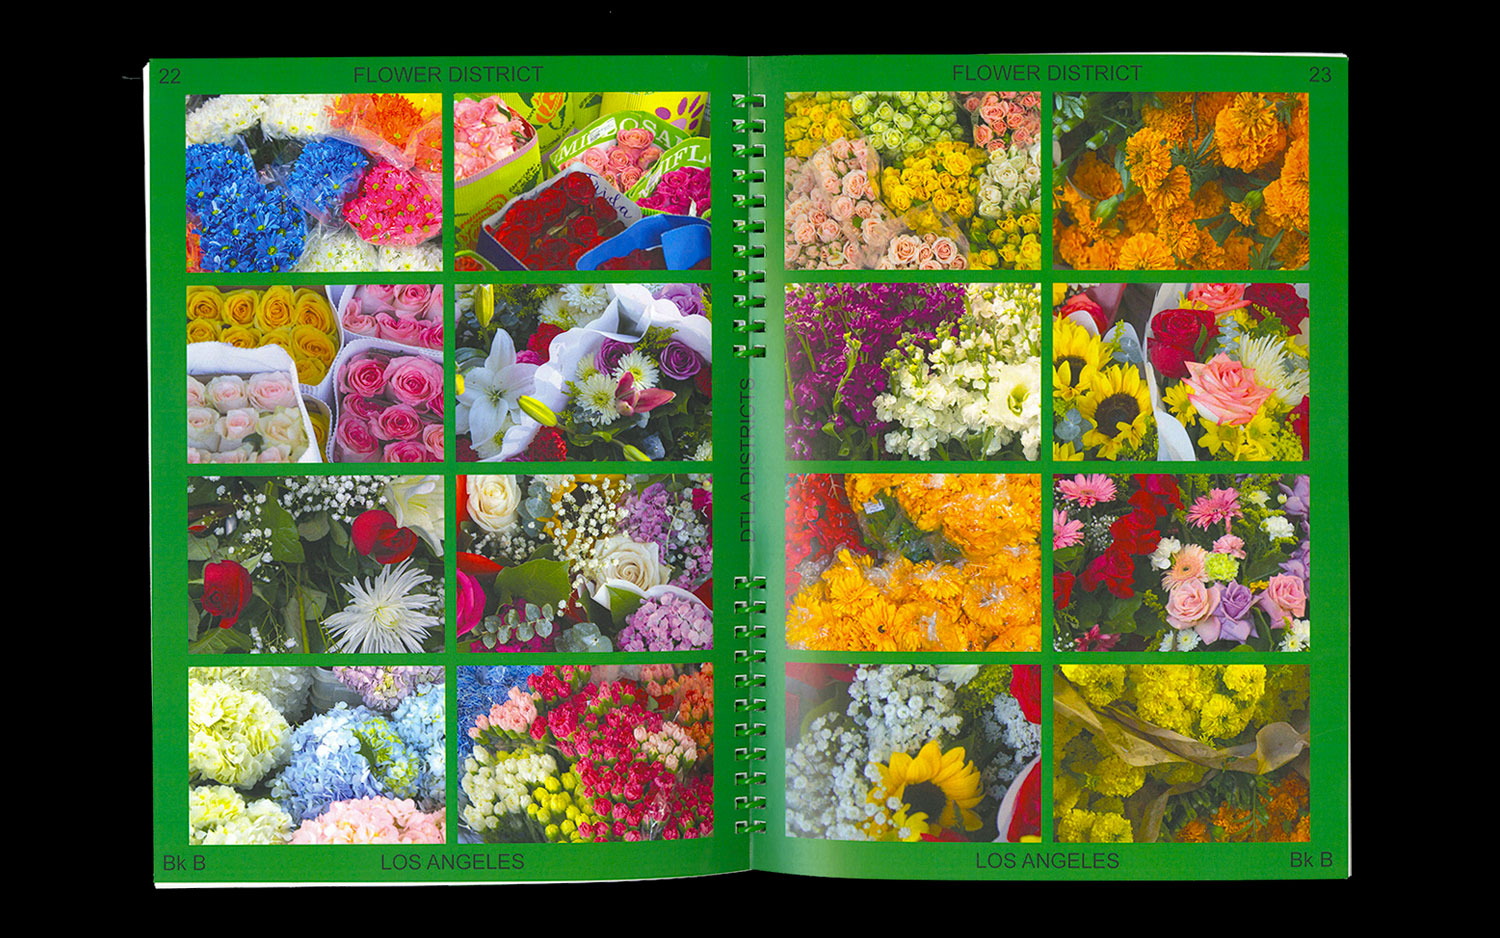 22
FLOWER DISTRICT
FLOWER DISTRICT
23
DTLA DISTRICTS
Bk B
LOS ANGELES
LOS ANGELES
Bk B